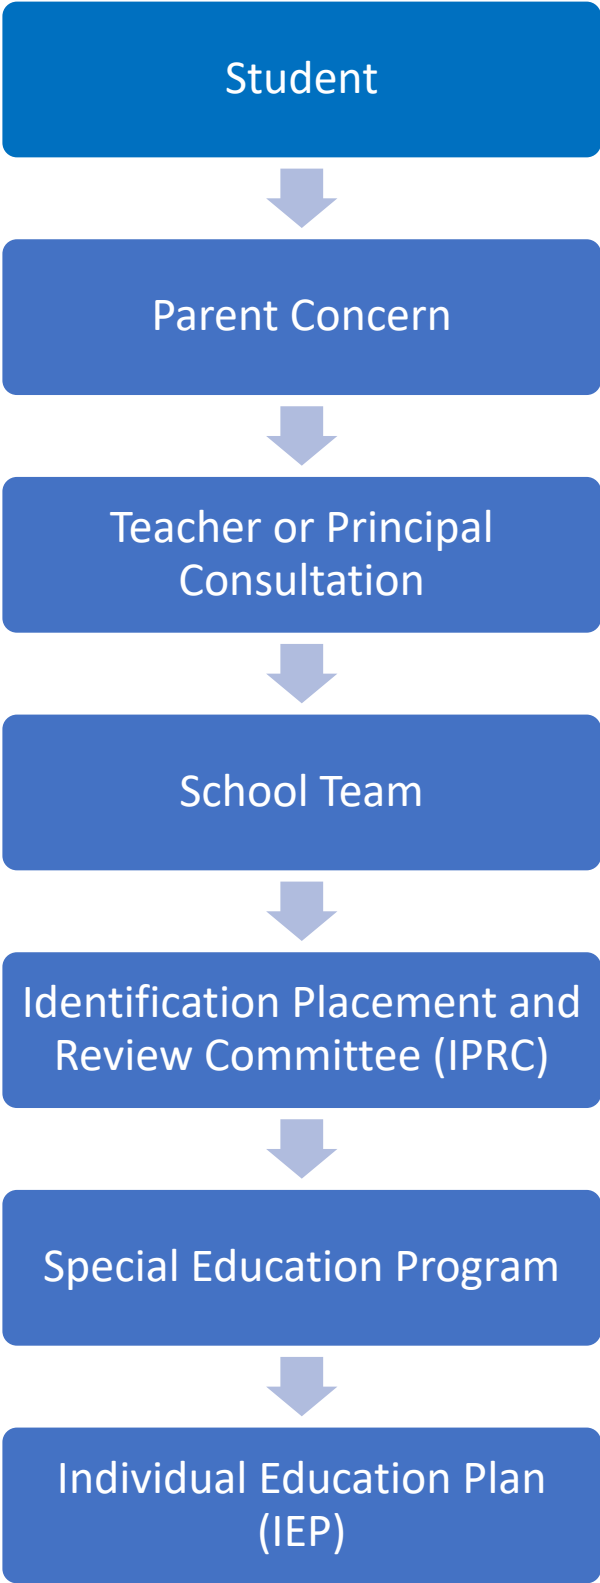 Student
Parent Concern
Teacher or Principal
Consultation
School Team
Identification Placement and
Review Committee (IPRC)
Special Education Program
Individual Education Plan
(IEP)